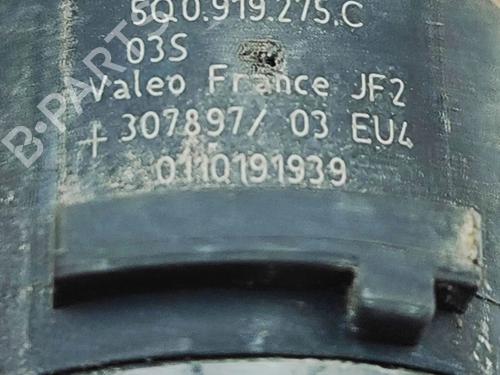 5Q0.919.275.C
03S
Valeo France JF2
+ 307897/ 03 EU4
0110191939
B-PARTS